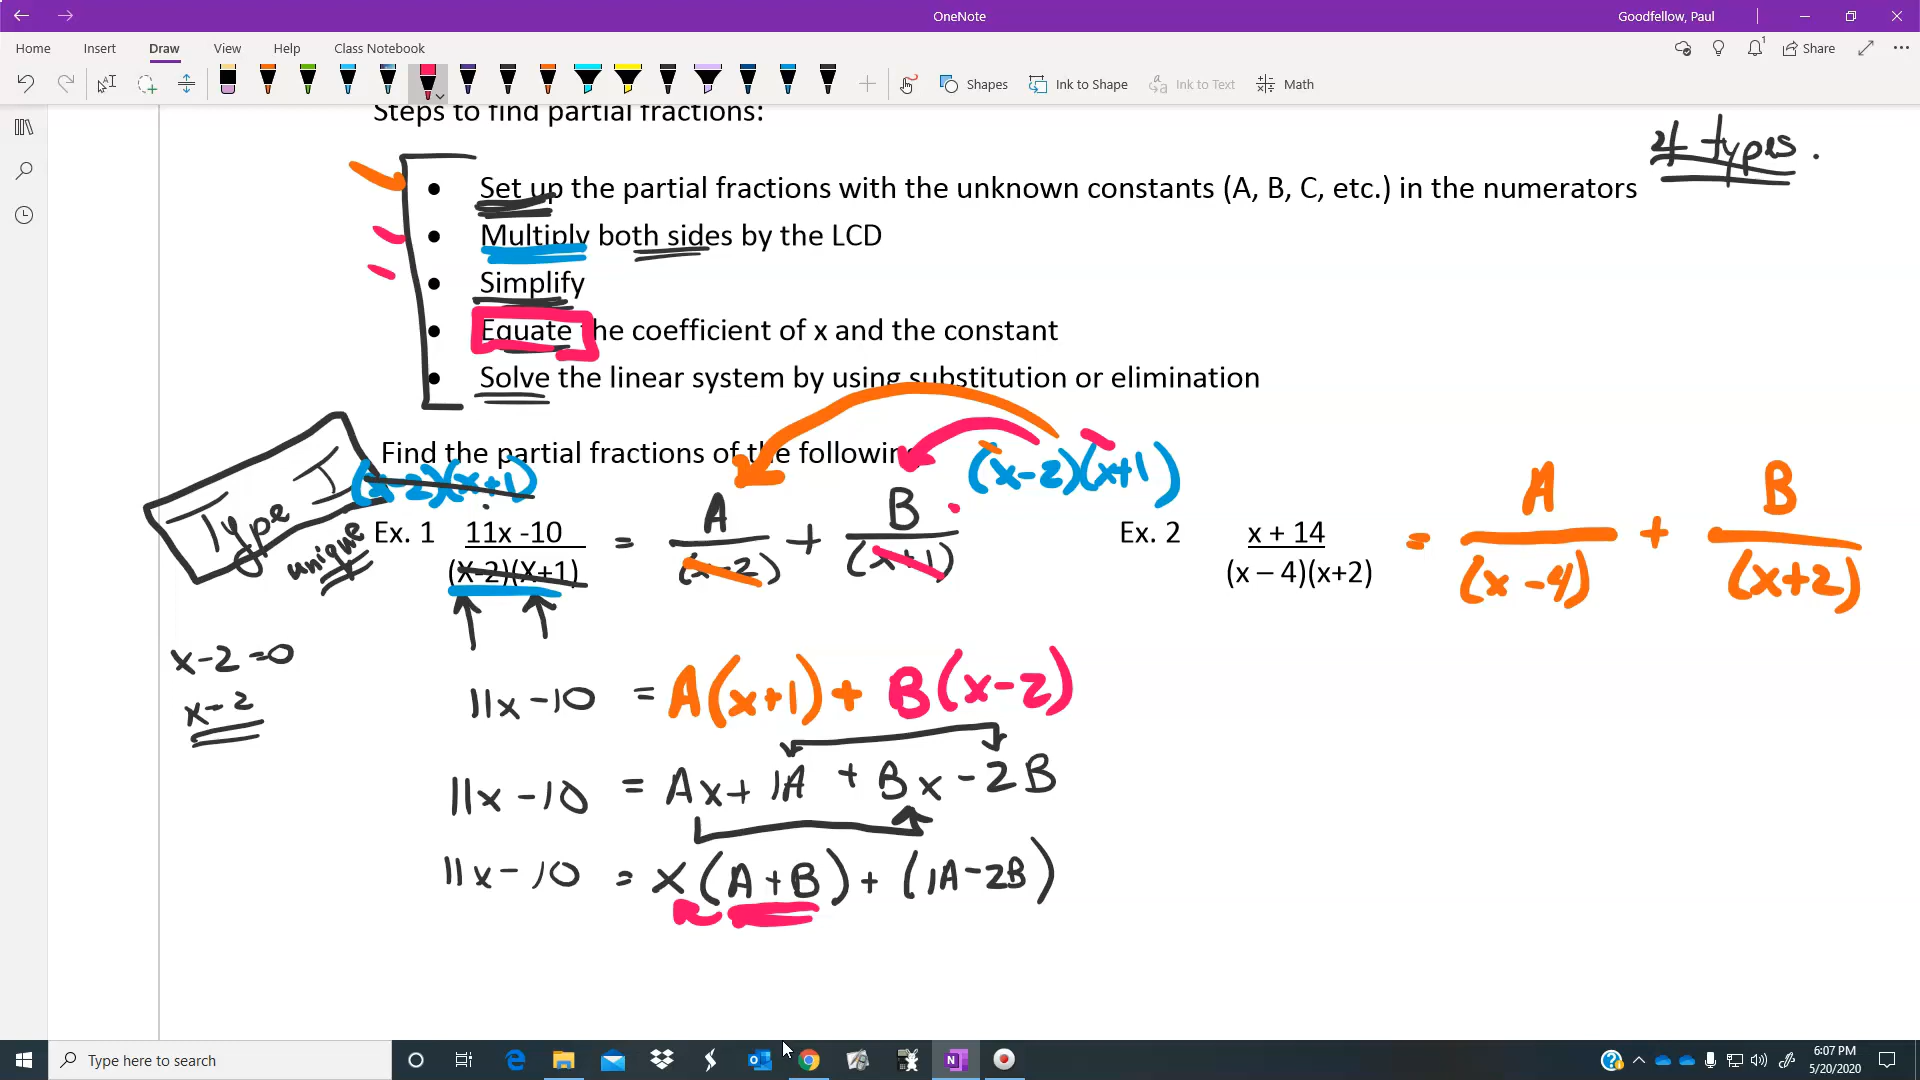 OneNote
Goodfellow, Paul
Home Insert Draw View Help Class Notebook
Share
Shapes Ink to Shape Ink to Text Math
Steps to find partial fractions:
4 types.
• Set up the partial fractions with the unknown constants (A, B, C, etc.) in the numerators
• Multiply both sides by the LCD
• Simplify
• Equate the coefficient of x and the constant
• Solve the linear system by using substitution or elimination
Find the partial fractions of the following
(x-2)(x+1) (x-2)(x+1)
Type I
unique
Ex. 1 11x -10 = A + B
(X-2)(X+1) (x-2) (x+1)
Ex. 2 x + 14 = A + B
(x – 4)(x+2) (x-4) (x+2)
x-2=0
x=2
11x-10 = A(x+1) + B(x-2)
11x-10 = Ax+1A + Bx-2B
11x-10 = x(A+B) + (1A-2B)
Type here to search
6:07 PM
5/20/2020